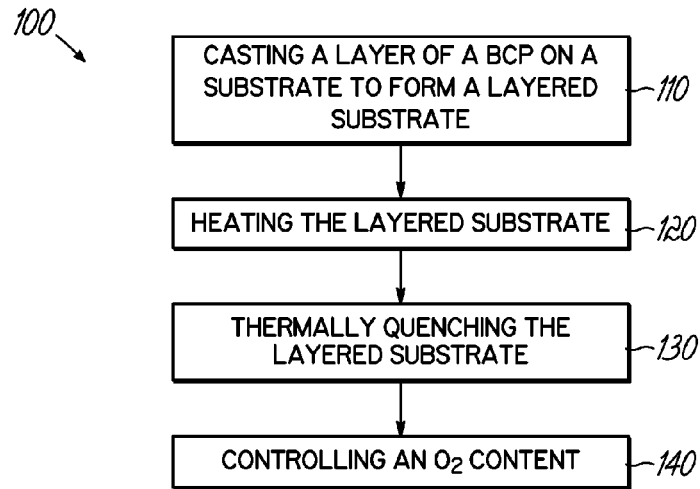 100
CASTING A LAYER OF A BCP ON A
SUBSTRATE TO FORM A LAYERED
SUBSTRATE
110
HEATING THE LAYERED SUBSTRATE
120
THERMALLY QUENCHING THE
LAYERED SUBSTRATE
130
CONTROLLING AN O₂ CONTENT
140